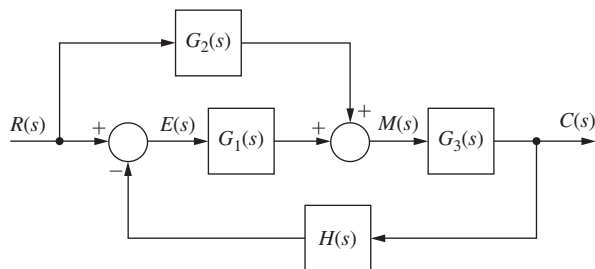 G₂(s)
+
R(s)
+
E(s)
G₁(s)
+
M(s)
G₃(s)
C(s)
−
H(s)